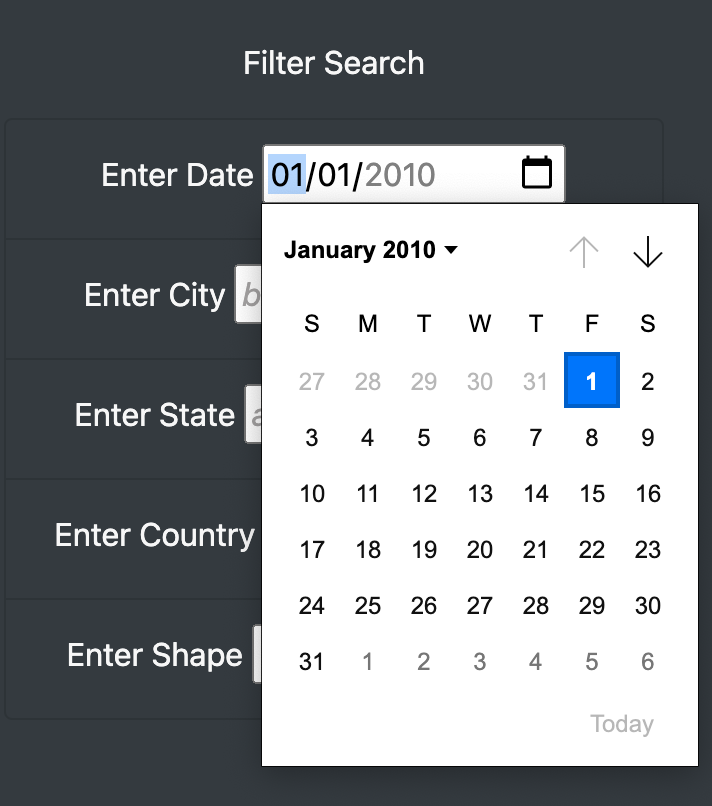 Filter Search
Enter Date 01/01/2010
January 2010
S M T W T F S
27 28 29 30 31 1 2
3 4 5 6 7 8 9
10 11 12 13 14 15 16
17 18 19 20 21 22 23
24 25 26 27 28 29 30
31 1 2 3 4 5 6
Today
Enter City b
Enter State
Enter Country
Enter Shape